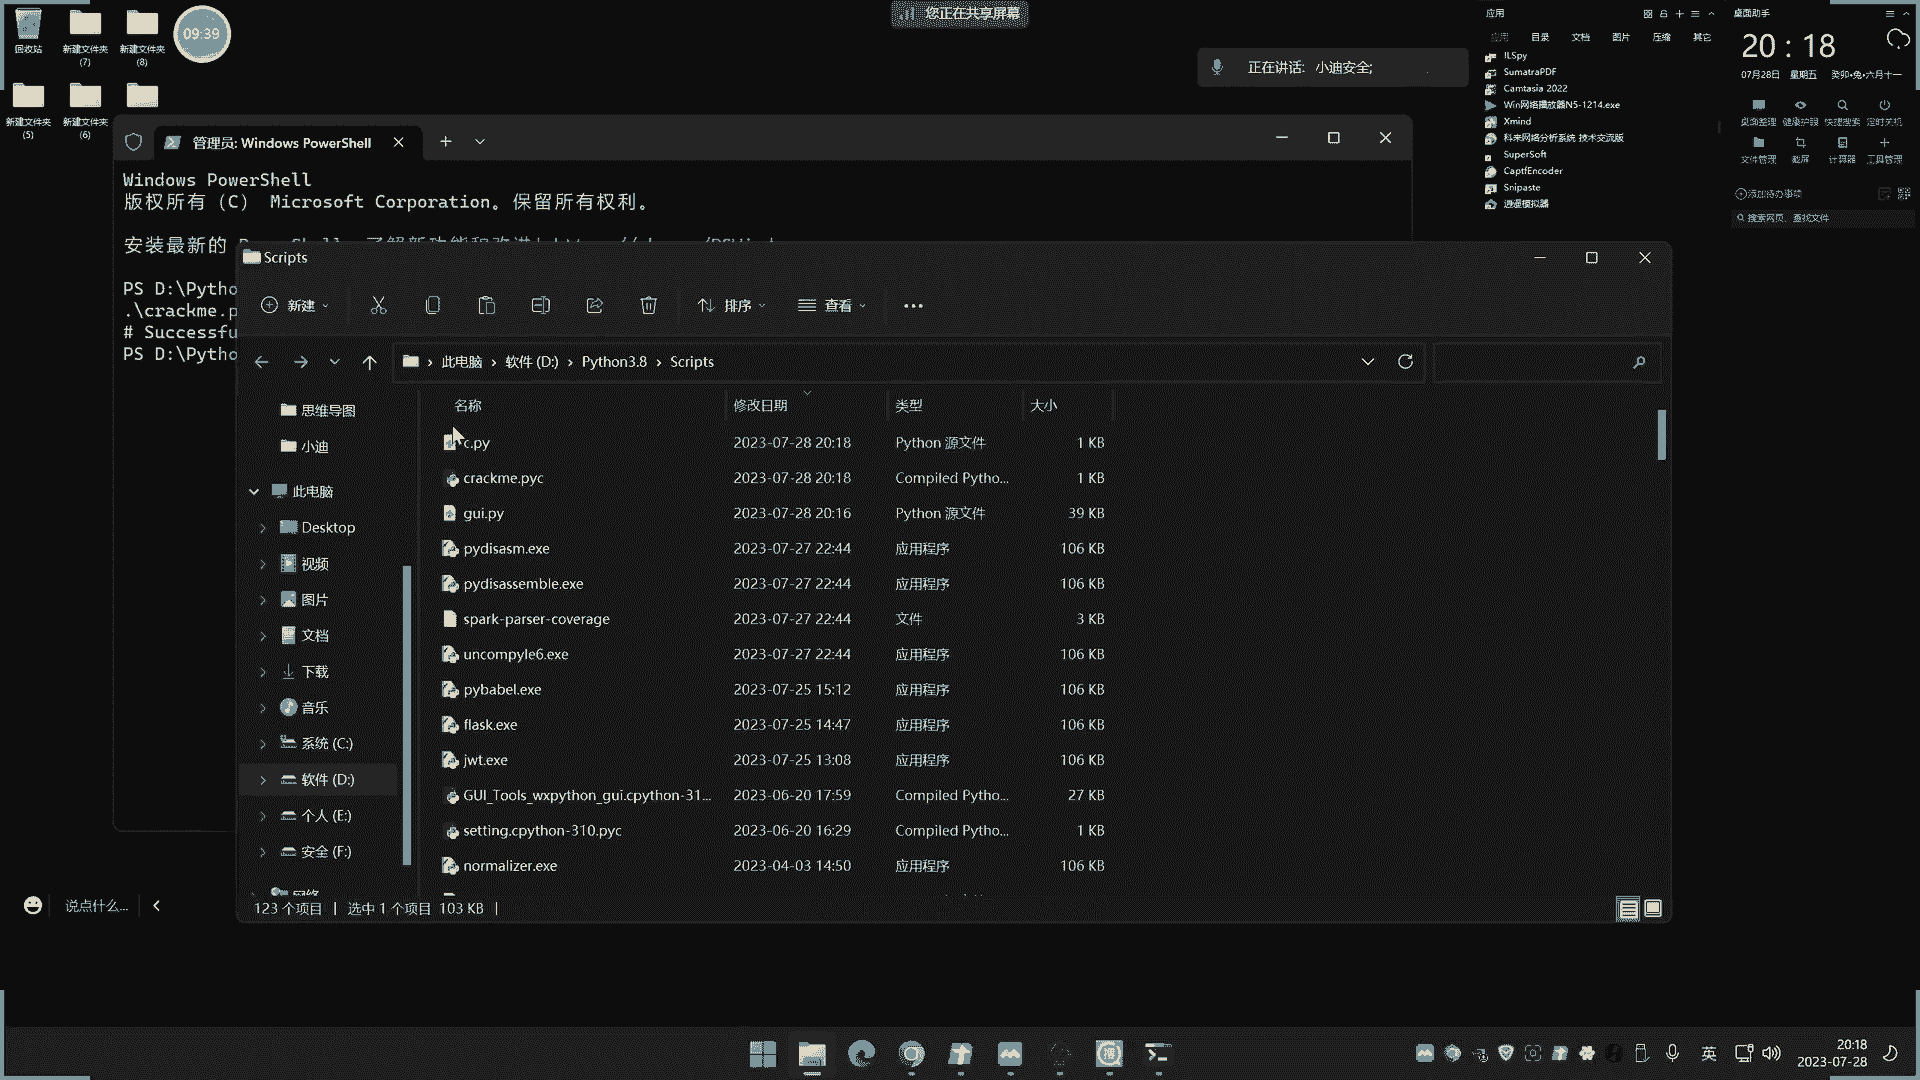 您正在共享屏幕
回收站
新建文件夹
(7)
新建文件夹
(8)
09:39
新建文件夹
(5)
新建文件夹
(6)
正在讲话: 小迪安全;
应用
应用 目录 文档 图片 压缩 其它
ILSpy
SumatraPDF
Camtasia 2022
Win网络播放器N5-1214.exe
Xmind
科来网络分析系统 技术交流版
SuperSoft
CaptfEncoder
Snipaste
逍遥模拟器
桌面助手
20 : 18
07月28日 星期五 癸卯•兔•六月十一
桌面整理 健康护眼 快捷搜索 定时关机
文件管理 截屏 计算器 工具管理
添加待办事项
搜索网页、查找文件
管理员: Windows PowerShell
Windows PowerShell
版权所有 (C) Microsoft Corporation。保留所有权利。
安装最新的
PS D:\Pytho
.\crackme.p
# Successfu
PS D:\Pytho
Scripts
新建
排序
查看
此电脑 › 软件 (D:) › Python3.8 › Scripts
思维导图
小迪
此电脑
Desktop
视频
图片
文档
下载
音乐
系统 (C:)
软件 (D:)
个人 (E:)
安全 (F:)
网络
名称 修改日期 类型 大小
c.py 2023-07-28 20:18 Python 源文件 1 KB
crackme.pyc 2023-07-28 20:18 Compiled Pytho... 1 KB
gui.py 2023-07-28 20:16 Python 源文件 39 KB
pydisasm.exe 2023-07-27 22:44 应用程序 106 KB
pydisassemble.exe 2023-07-27 22:44 应用程序 106 KB
spark-parser-coverage 2023-07-27 22:44 文件 3 KB
uncompyle6.exe 2023-07-27 22:44 应用程序 106 KB
pybabel.exe 2023-07-25 15:12 应用程序 106 KB
flask.exe 2023-07-25 14:47 应用程序 106 KB
jwt.exe 2023-07-25 13:08 应用程序 106 KB
GUI_Tools_wxpython_gui.cpython-31... 2023-06-20 17:59 Compiled Pytho... 27 KB
setting.cpython-310.pyc 2023-06-20 16:29 Compiled Pytho... 1 KB
normalizer.exe 2023-04-03 14:50 应用程序 106 KB
123 个项目 | 选中 1 个项目 103 KB |
说点什么...
英
20:18
2023-07-28